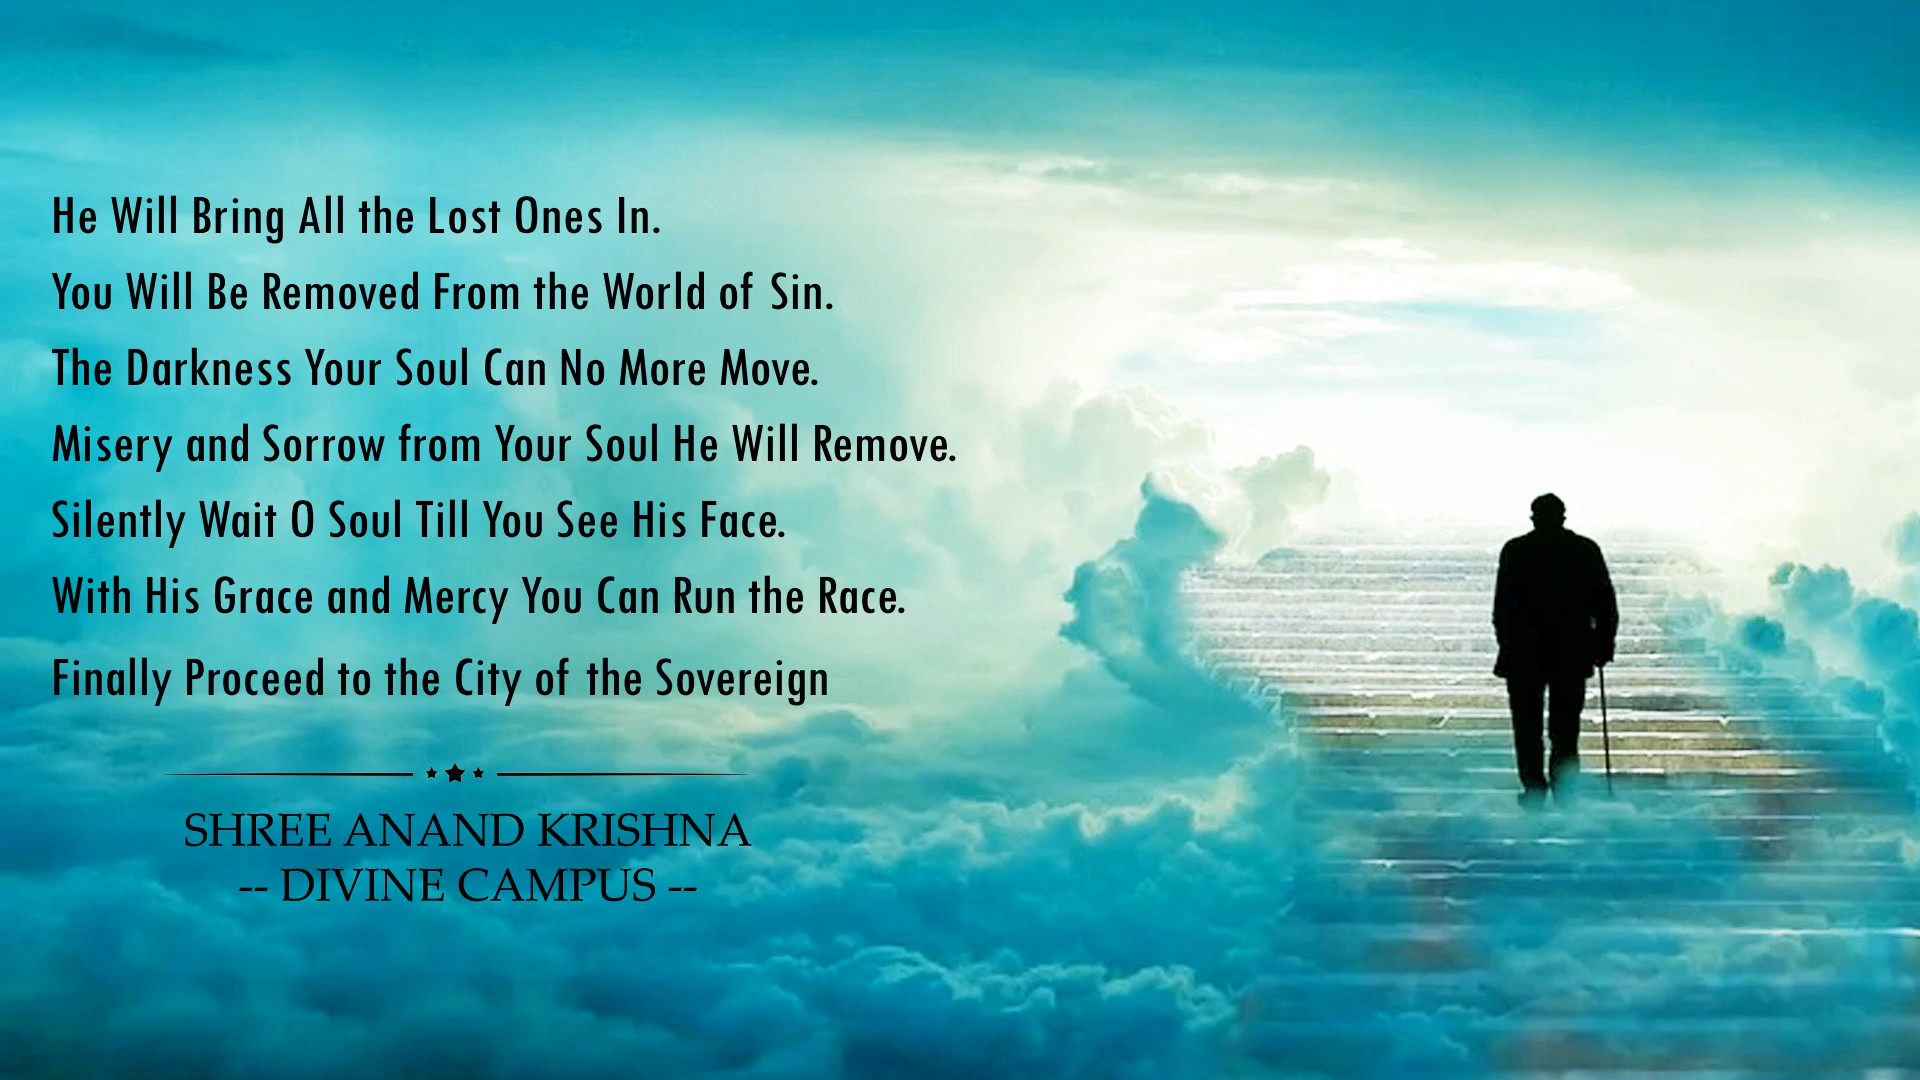 He Will Bring All the Lost Ones In.
You Will Be Removed From the World of Sin.
The Darkness Your Soul Can No More Move.
Misery and Sorrow from Your Soul He Will Remove.
Silently Wait O Soul Till You See His Face.
With His Grace and Mercy You Can Run the Race.
Finally Proceed to the City of the Sovereign
SHREE ANAND KRISHNA
-- DIVINE CAMPUS --